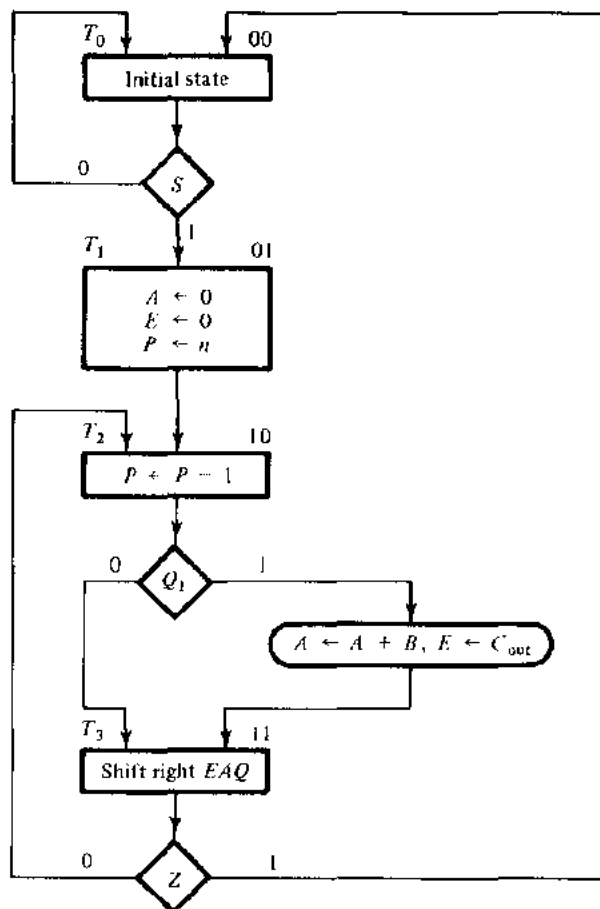 T₀ 00
Initial state
0
S
1
T₁ 01
A ← 0
E ← 0
P ← n
T₂ 10
P ← P − 1
0 Q₁ 1
A ← A + B, E ← C_out
T₃ 11
Shift right EAQ
0 Z 1